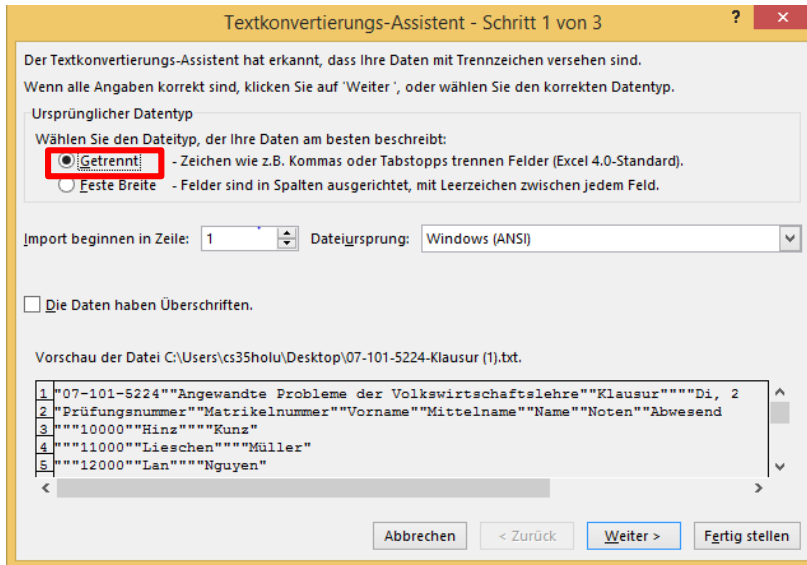 Textkonvertierungs-Assistent - Schritt 1 von 3
?
Der Textkonvertierungs-Assistent hat erkannt, dass Ihre Daten mit Trennzeichen versehen sind.
Wenn alle Angaben korrekt sind, klicken Sie auf 'Weiter ', oder wählen Sie den korrekten Datentyp.
Ursprünglicher Datentyp
Wählen Sie den Dateityp, der Ihre Daten am besten beschreibt:
Getrennt - Zeichen wie z.B. Kommas oder Tabstopps trennen Felder (Excel 4.0-Standard).
Feste Breite - Felder sind in Spalten ausgerichtet, mit Leerzeichen zwischen jedem Feld.
Import beginnen in Zeile: 1 Dateiursprung: Windows (ANSI)
Die Daten haben Überschriften.
Vorschau der Datei C:\Users\cs35holu\Desktop\07-101-5224-Klausur (1).txt.
1 "07-101-5224""Angewandte Probleme der Volkswirtschaftslehre""Klausur""""Di, 2
2 "Prüfungsnummer""Matrikelnummer""Vorname""Mittelname""Name""Noten""Abwesend
3 """10000""Hinz""""Kunz"
4 """11000""Lieschen""""Müller"
5 """12000""Lan""""Nguyen"
Abbrechen < Zurück Weiter > Fertig stellen